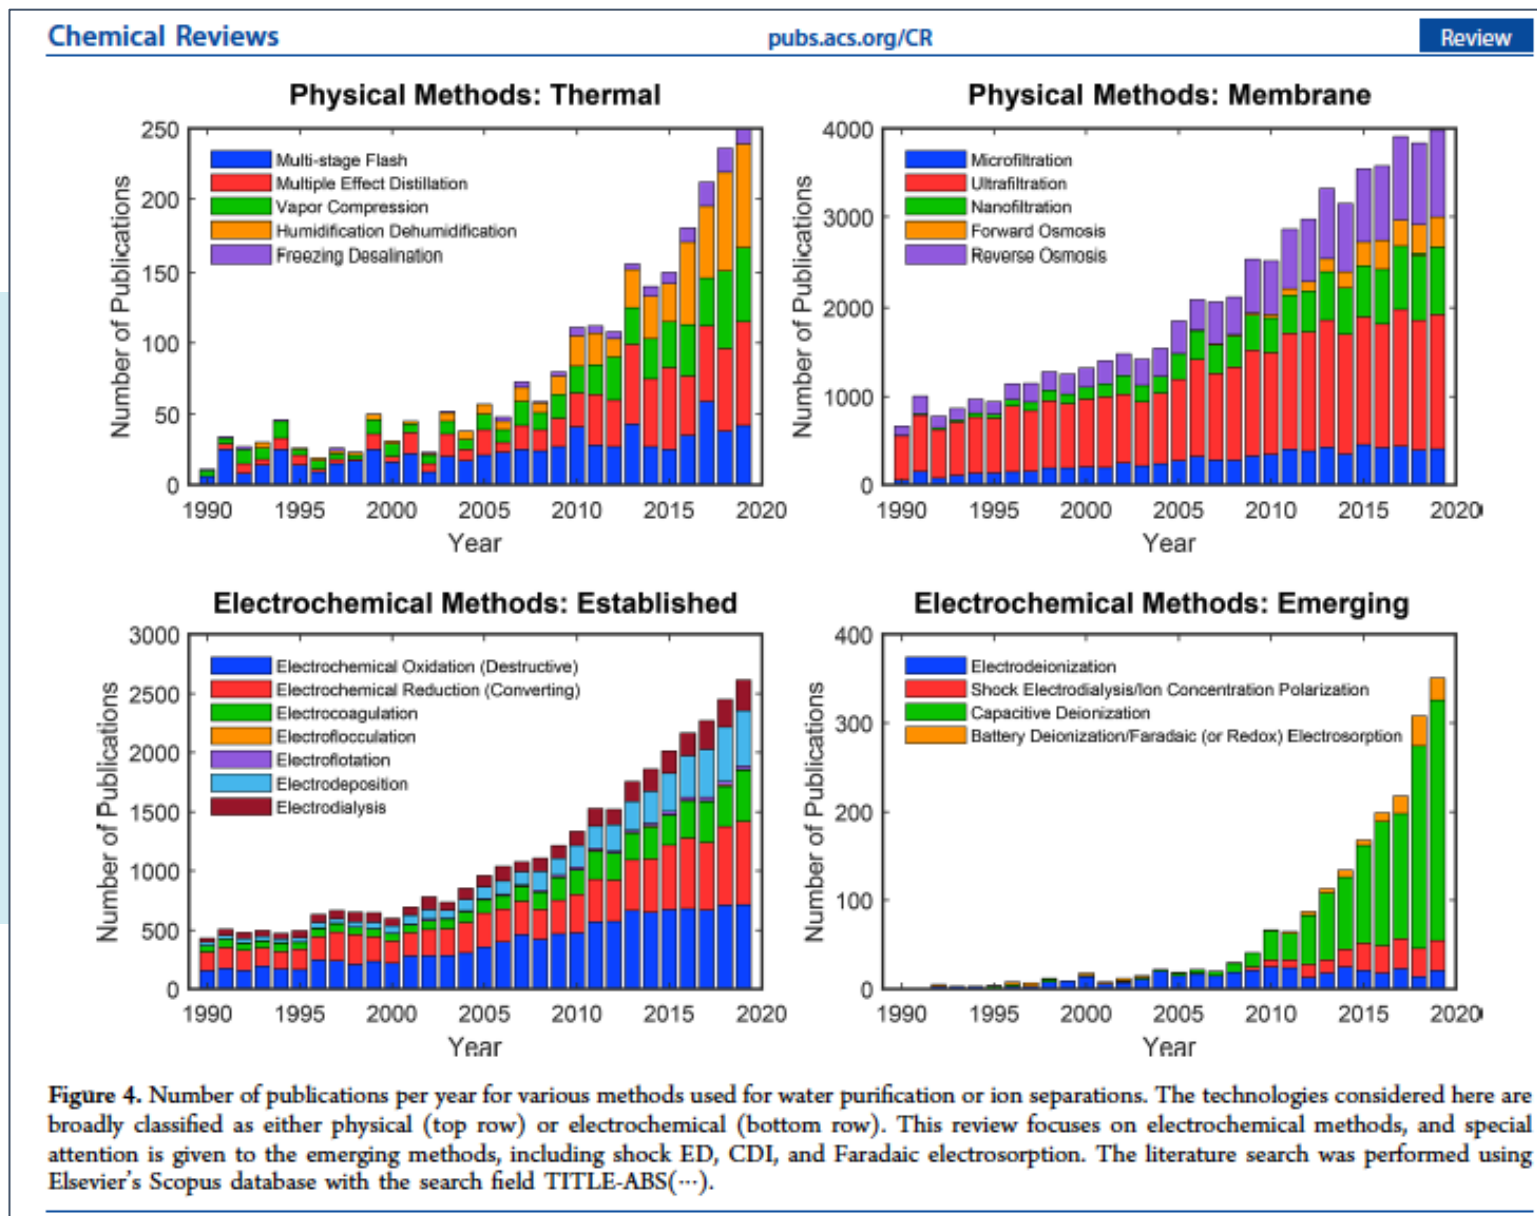 Chemical Reviews
pubs.acs.org/CR
Review
Physical Methods: Thermal
250
200
150
100
50
0
Number of Publications
Multi-stage Flash
Multiple Effect Distillation
Vapor Compression
Humidification Dehumidification
Freezing Desalination
1990 1995 2000 2005 2010 2015 2020
Year
Physical Methods: Membrane
4000
3000
2000
1000
0
Number of Publications
Microfiltration
Ultrafiltration
Nanofiltration
Forward Osmosis
Reverse Osmosis
1990 1995 2000 2005 2010 2015 2020
Year
Electrochemical Methods: Established
3000
2500
2000
1500
1000
500
0
Number of Publications
Electrochemical Oxidation (Destructive)
Electrochemical Reduction (Converting)
Electrocoagulation
Electroflocculation
Electroflotation
Electrodeposition
Electrodialysis
1990 1995 2000 2005 2010 2015 2020
Year
Electrochemical Methods: Emerging
400
300
200
100
0
Number of Publications
Electrodeionization
Shock Electrodialysis/Ion Concentration Polarization
Capacitive Deionization
Battery Deionization/Faradaic (or Redox) Electrosorption
1990 1995 2000 2005 2010 2015 2020
Year
Figure 4. Number of publications per year for various methods used for water purification or ion separations. The technologies considered here are
broadly classified as either physical (top row) or electrochemical (bottom row). This review focuses on electrochemical methods, and special
attention is given to the emerging methods, including shock ED, CDI, and Faradaic electrosorption. The literature search was performed using
Elsevier's Scopus database with the search field TITLE-ABS(···).